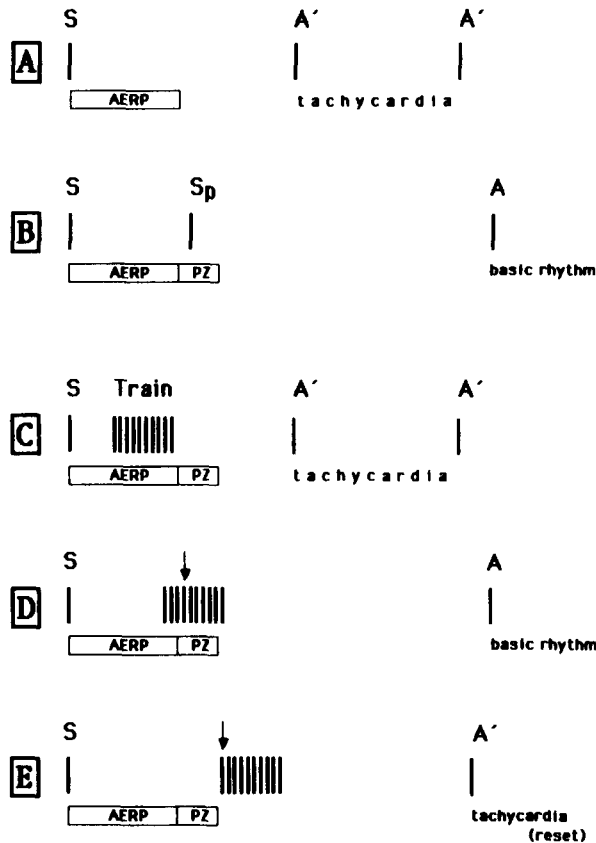 S A´ A´
A
AERP tachycardia
S Sp A
B
AERP PZ basic rhythm
S Train A´ A´
C
AERP PZ tachycardia
S A
D
AERP PZ basic rhythm
S A´
E
AERP PZ tachycardia
(reset)